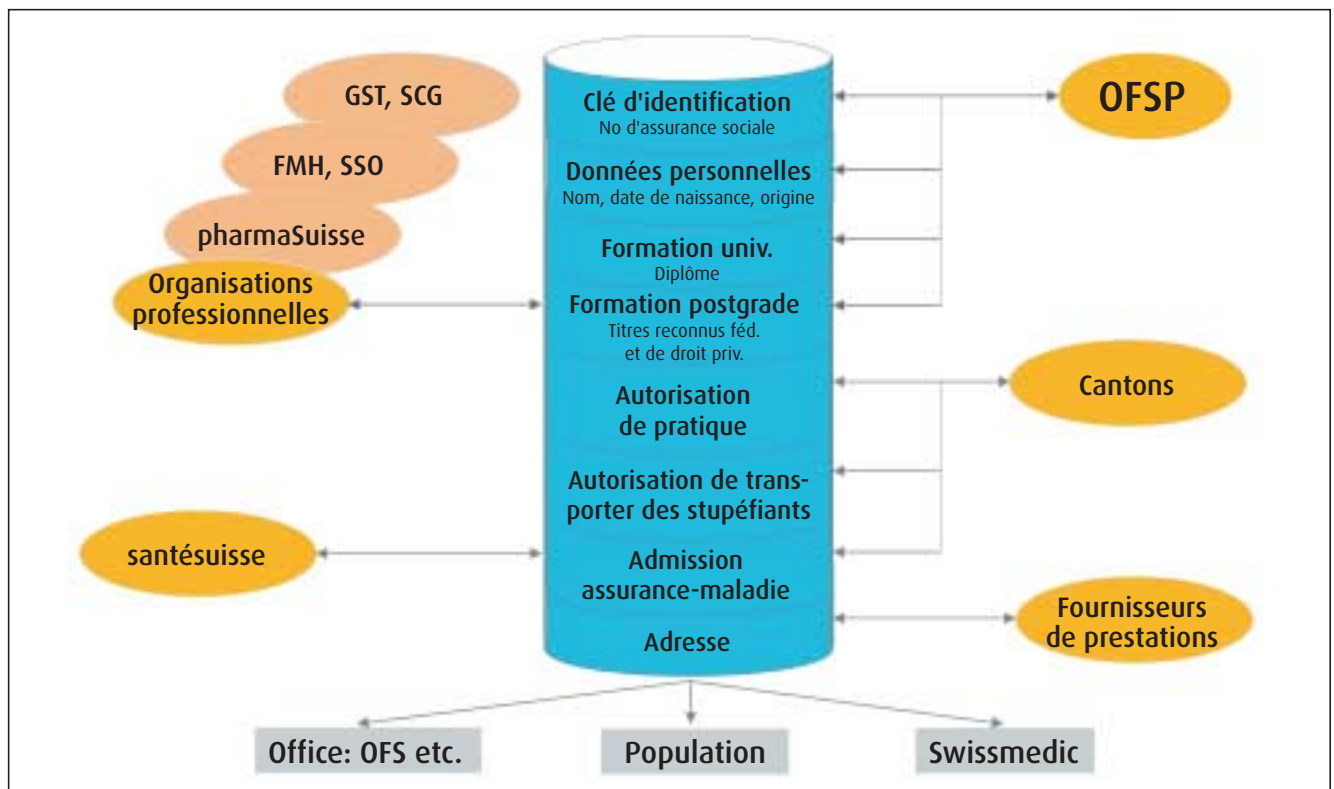 GST, SCG
FMH, SSO
pharmaSuisse
Organisations
professionnelles
santésuisse
Clé d'identification
No d'assurance sociale
Données personnelles
Nom, date de naissance, origine
Formation univ.
Diplôme
Formation postgrade
Titres reconnus féd.
et de droit priv.
Autorisation
de pratique
Autorisation de trans-
porter des stupéfiants
Admission
assurance-maladie
Adresse
OFSP
Cantons
Fournisseurs
de prestations
Office: OFS etc.
Population
Swissmedic